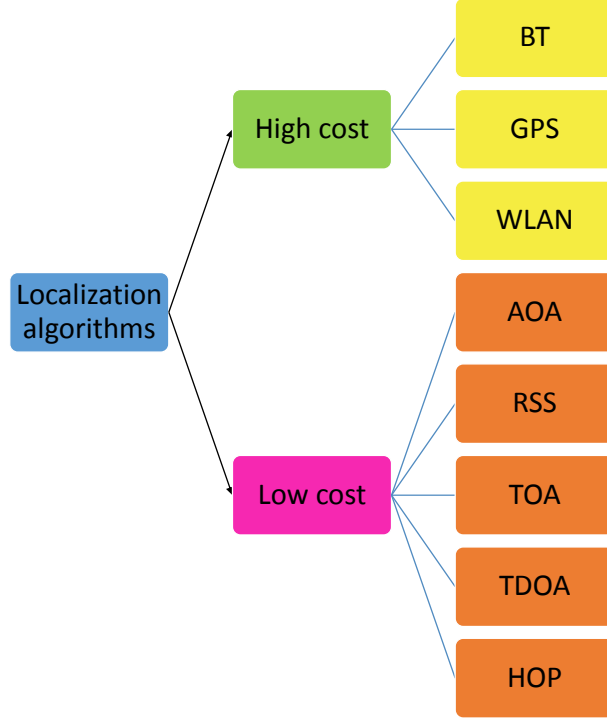 BT
High cost
GPS
WLAN
Localization
algorithms
AOA
RSS
Low cost
TOA
TDOA
HOP